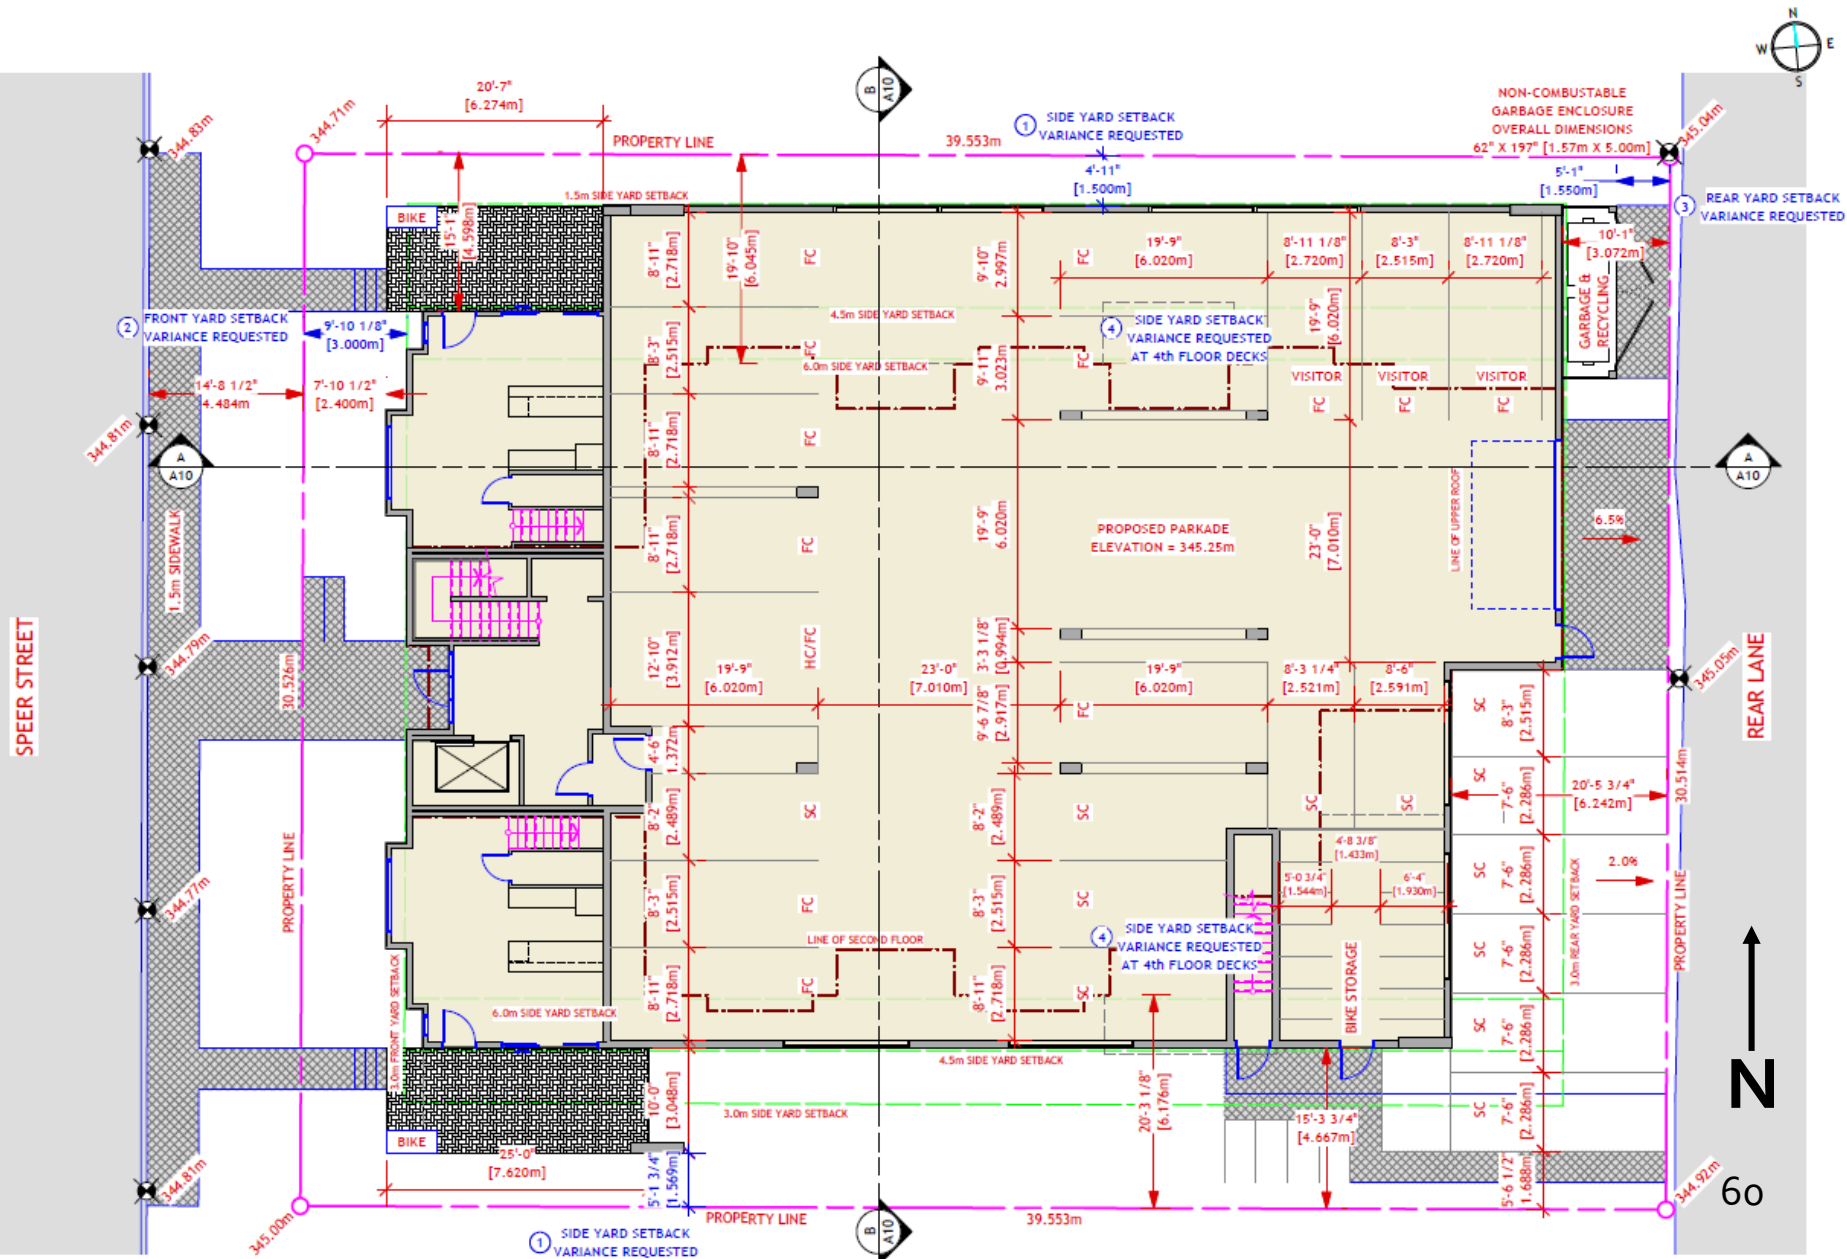 N
W
E
S
20'-7"
[6.274m]
B
A10
344.83m
344.71m
PROPERTY LINE
39.553m
1
SIDE YARD SETBACK
VARIANCE REQUESTED
4'-11"
[1.500m]
NON-COMBUSTABLE
GARBAGE ENCLOSURE
OVERALL DIMENSIONS
62" X 197" [1.57m X 5.00m]
345.04m
5'-1"
[1.550m]
3
REAR YARD SETBACK
VARIANCE REQUESTED
1.5m SIDE YARD SETBACK
BIKE
15'-1"
[4.598m]
19'-10"
[6.045m]
8'-11"
[2.718m]
FC
9'-10"
2.997m
FC
19'-9"
[6.020m]
8'-11 1/8"
[2.720m]
8'-3"
[2.515m]
8'-11 1/8"
[2.720m]
10'-1"
[3.072m]
GARBAGE &
RECYCLING
2
FRONT YARD SETBACK
VARIANCE REQUESTED
9'-10 1/8"
[3.000m]
4.5m SIDE YARD SETBACK
4
SIDE YARD SETBACK
VARIANCE REQUESTED
AT 4th FLOOR DECKS
19'-9"
[6.020m]
8'-3"
[2.515m]
FC
6.0m SIDE YARD SETBACK
9'-11"
3.023m
FC
VISITOR
VISITOR
VISITOR
FC
FC
FC
14'-8 1/2"
4.484m
7'-10 1/2"
[2.400m]
344.81m
A
A10
8'-11"
[2.718m]
FC
A
A10
1.5m SIDEWALK
8'-11"
[2.718m]
FC
19'-9"
6.020m
PROPOSED PARKADE
ELEVATION = 345.25m
23'-0"
[7.010m]
LINE OF UPPER ROOF
6.5%
SPEER STREET
344.79m
30.526m
12'-10"
[3.912m]
HC/FC
19'-9"
[6.020m]
23'-0"
[7.010m]
3'-3 1/8"
[0.994m]
9'-6 7/8"
[2.917m]
FC
19'-9"
[6.020m]
8'-3 1/4"
[2.521m]
8'-6"
[2.591m]
345.05m
REAR LANE
SC
8'-3"
[2.515m]
4'-6"
1.372m
SC
7'-6"
[2.286m]
20'-5 3/4"
[6.242m]
30.514m
8'-2"
[2.489m]
SC
8'-2"
[2.489m]
SC
SC
SC
4'-8 3/8"
[1.433m]
5'-0 3/4"
[1.544m]
6'-4"
[1.930m]
SC
7'-6"
[2.286m]
2.0%
PROPERTY LINE
344.77m
8'-3"
[2.515m]
FC
8'-3"
[2.515m]
SC
LINE OF SECOND FLOOR
4
SIDE YARD SETBACK
VARIANCE REQUESTED
AT 4th FLOOR DECKS
BIKE STORAGE
SC
7'-6"
[2.286m]
3.0m REAR YARD SETBACK
PROPERTY LINE
3.0m FRONT YARD SETBACK
6.0m SIDE YARD SETBACK
8'-11"
[2.718m]
FC
8'-11"
[2.718m]
SC
SC
7'-6"
[2.286m]
4.5m SIDE YARD SETBACK
10'-0"
[3.048m]
3.0m SIDE YARD SETBACK
20'-3 1/8"
[6.176m]
15'-3 3/4"
[4.667m]
SC
7'-6"
[2.286m]
N
BIKE
25'-0"
[7.620m]
5'-1 3/4"
[1.569m]
5'-6 1/2"
1.688m
344.81m
344.92m
60
345.00m
PROPERTY LINE
B
A10
39.553m
1
SIDE YARD SETBACK
VARIANCE REQUESTED